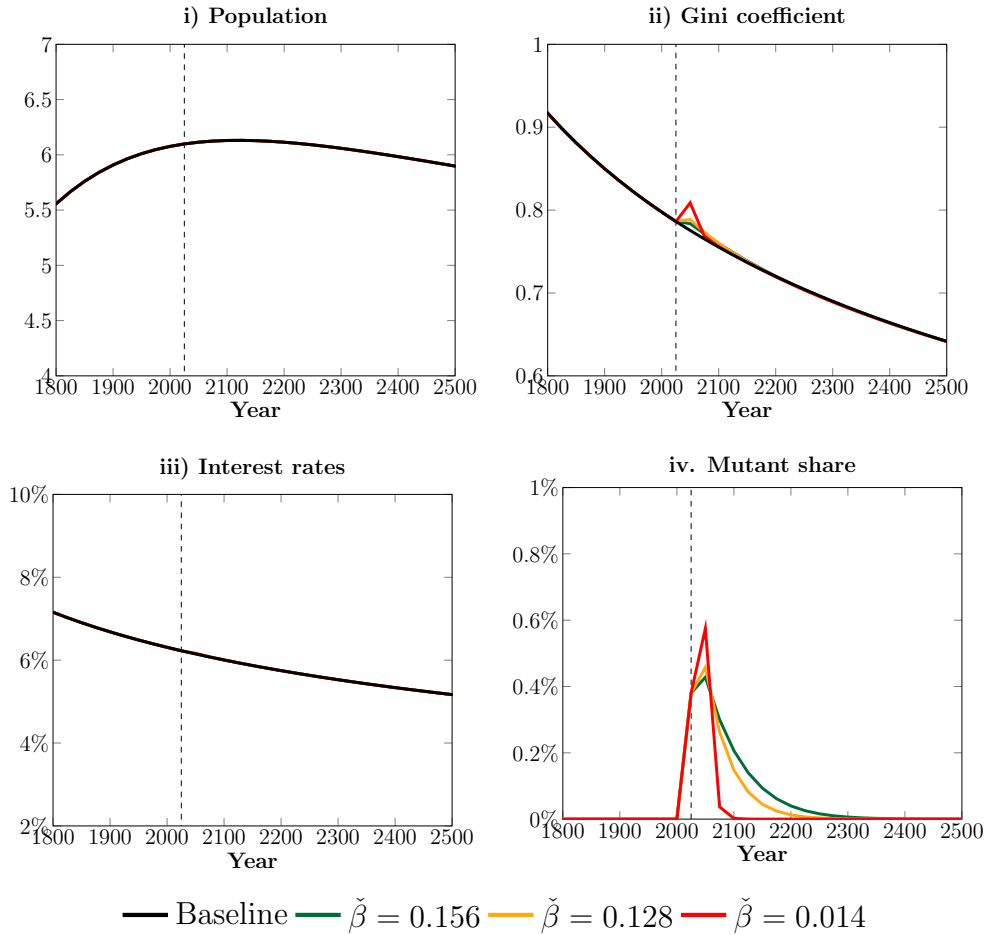 i) Population
7
6.5
6
5.5
5
4.5
4
1800 1900 2000 2100 2200 2300 2400 2500
Year
ii) Gini coefficient
1
0.9
0.8
0.7
0.6
1800 1900 2000 2100 2200 2300 2400 2500
Year
iii) Interest rates
10%
8%
6%
4%
2%
1800 1900 2000 2100 2200 2300 2400 2500
Year
iv. Mutant share
1%
0.8%
0.6%
0.4%
0.2%
0%
1800 1900 2000 2100 2200 2300 2400 2500
Year
Baseline β̌ = 0.156 β̌ = 0.128 β̌ = 0.014